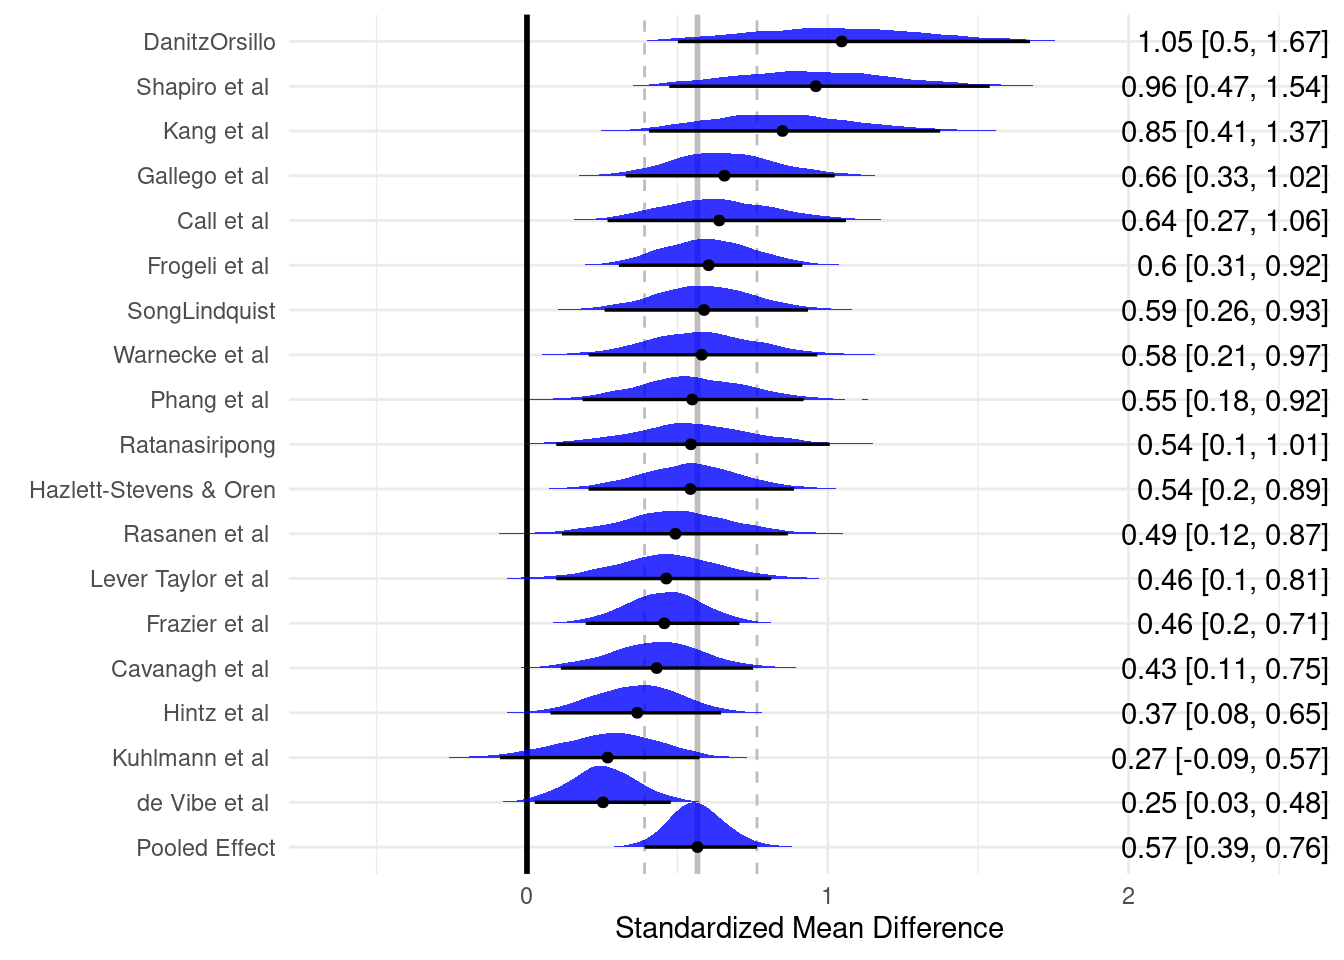 DanitzOrsillo 1.05 [0.5, 1.67]
Shapiro et al 0.96 [0.47, 1.54]
Kang et al 0.85 [0.41, 1.37]
Gallego et al 0.66 [0.33, 1.02]
Call et al 0.64 [0.27, 1.06]
Frogeli et al 0.6 [0.31, 0.92]
SongLindquist 0.59 [0.26, 0.93]
Warnecke et al 0.58 [0.21, 0.97]
Phang et al 0.55 [0.18, 0.92]
Ratanasiripong 0.54 [0.1, 1.01]
Hazlett-Stevens & Oren 0.54 [0.2, 0.89]
Rasanen et al 0.49 [0.12, 0.87]
Lever Taylor et al 0.46 [0.1, 0.81]
Frazier et al 0.46 [0.2, 0.71]
Cavanagh et al 0.43 [0.11, 0.75]
Hintz et al 0.37 [0.08, 0.65]
Kuhlmann et al 0.27 [-0.09, 0.57]
de Vibe et al 0.25 [0.03, 0.48]
Pooled Effect 0.57 [0.39, 0.76]
0 1 2
Standardized Mean Difference